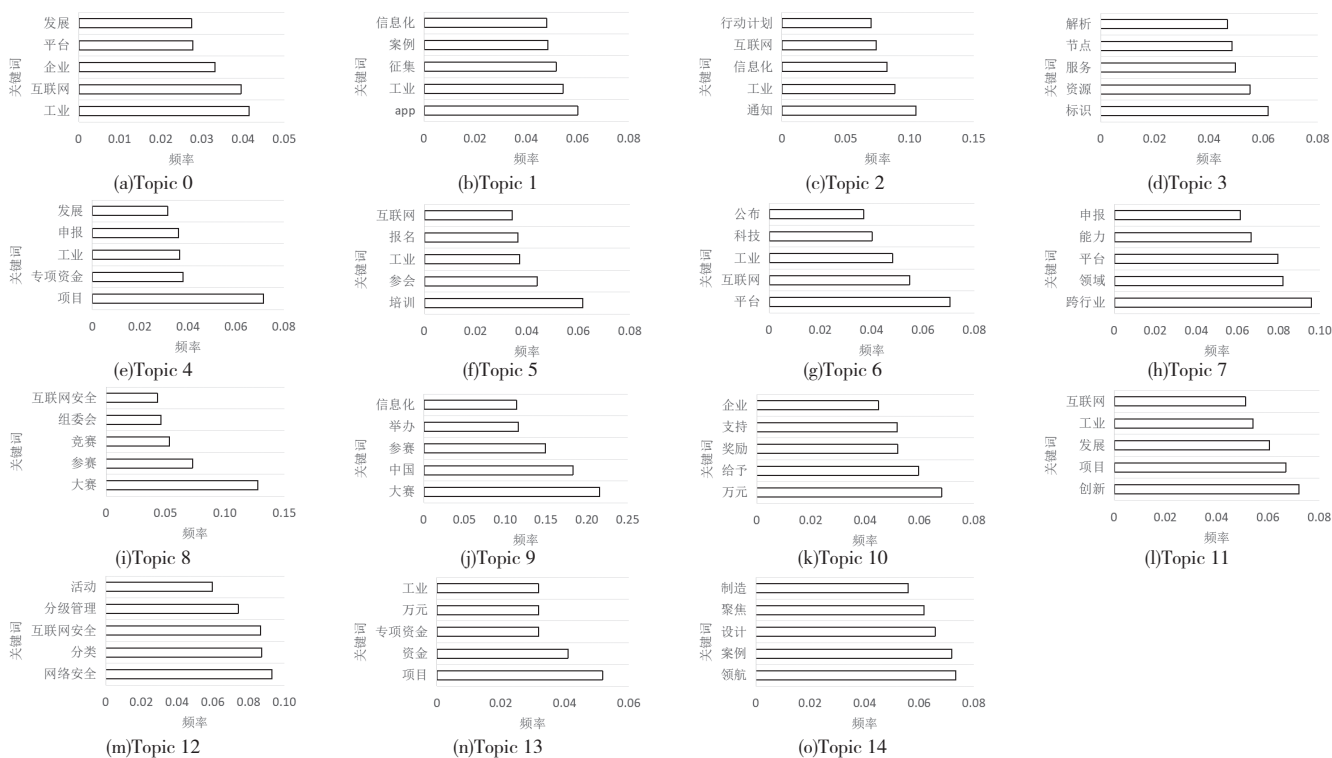 发展
平台
企业
互联网
工业
关键词
0 0.01 0.02 0.03 0.04 0.05
频率
(a)Topic 0
信息化
案例
征集
工业
app
关键词
0 0.02 0.04 0.06 0.08
频率
(b)Topic 1
行动计划
互联网
信息化
工业
通知
关键词
0 0.05 0.10 0.15
频率
(c)Topic 2
解析
节点
服务
资源
标识
关键词
0 0.02 0.04 0.06 0.08
频率
(d)Topic 3
发展
申报
工业
专项资金
项目
关键词
0 0.02 0.04 0.06 0.08
频率
(e)Topic 4
互联网
报名
工业
参会
培训
关键词
0 0.02 0.04 0.06 0.08
频率
(f)Topic 5
公布
科技
工业
互联网
平台
关键词
0 0.02 0.04 0.06 0.08
频率
(g)Topic 6
申报
能力
平台
领域
跨行业
关键词
0 0.02 0.04 0.06 0.08 0.10
频率
(h)Topic 7
互联网安全
组委会
竞赛
参赛
大赛
关键词
0 0.05 0.10 0.15
频率
(i)Topic 8
信息化
举办
参赛
中国
大赛
关键词
0 0.05 0.10 0.15 0.20 0.25
频率
(j)Topic 9
企业
支持
奖励
给予
万元
关键词
0 0.02 0.04 0.06 0.08
频率
(k)Topic 10
互联网
工业
发展
项目
创新
关键词
0 0.02 0.04 0.06 0.08
频率
(l)Topic 11
活动
分级管理
互联网安全
分类
网络安全
关键词
0 0.02 0.04 0.06 0.08 0.10
频率
(m)Topic 12
工业
万元
专项资金
资金
项目
关键词
0 0.02 0.04 0.06
频率
(n)Topic 13
制造
聚焦
设计
案例
领航
关键词
0 0.02 0.04 0.06 0.08
频率
(o)Topic 14